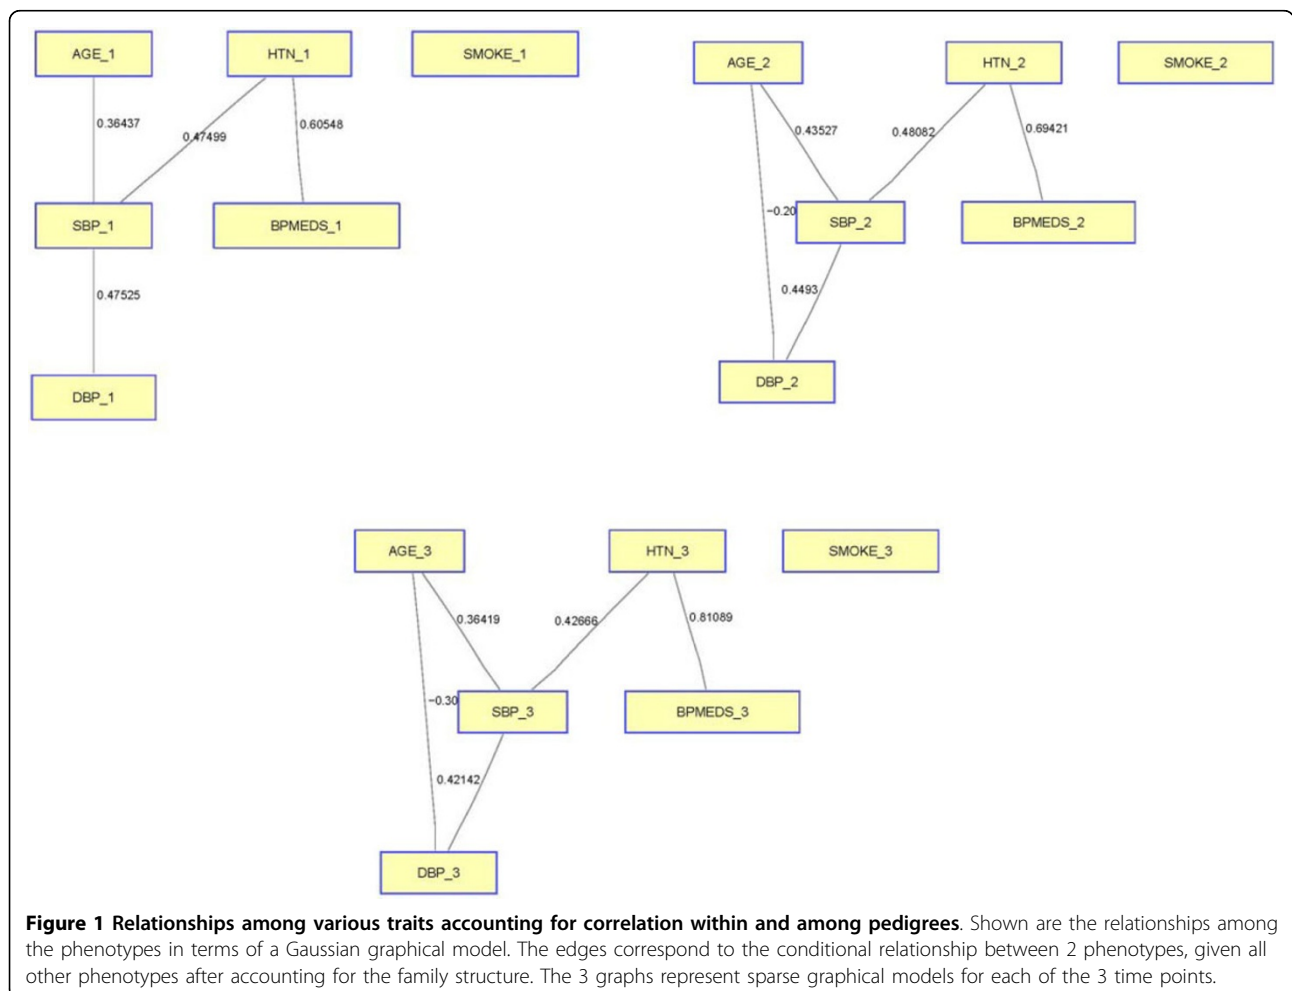 AGE_1
HTN_1
SMOKE_1
0.36437
0.47499
0.60548
SBP_1
BPMEDS_1
0.47525
DBP_1
AGE_2
HTN_2
SMOKE_2
0.43527
0.48082
0.69421
−0.20
SBP_2
BPMEDS_2
0.4493
DBP_2
AGE_3
HTN_3
SMOKE_3
0.36419
0.42666
0.81089
−0.30
SBP_3
BPMEDS_3
0.42142
DBP_3
Figure 1 Relationships among various traits accounting for correlation within and among pedigrees. Shown are the relationships among
the phenotypes in terms of a Gaussian graphical model. The edges correspond to the conditional relationship between 2 phenotypes, given all
other phenotypes after accounting for the family structure. The 3 graphs represent sparse graphical models for each of the 3 time points.